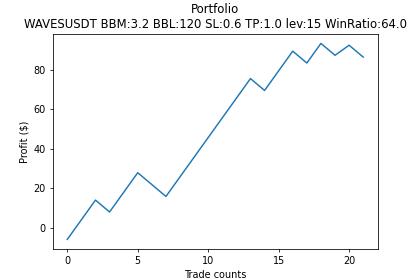 Portfolio
WAVESUSDT BBM:3.2 BBL:120 SL:0.6 TP:1.0 lev:15 WinRatio:64.0
80
60
40
20
0
Profit ($)
0 5 10 15 20
Trade counts